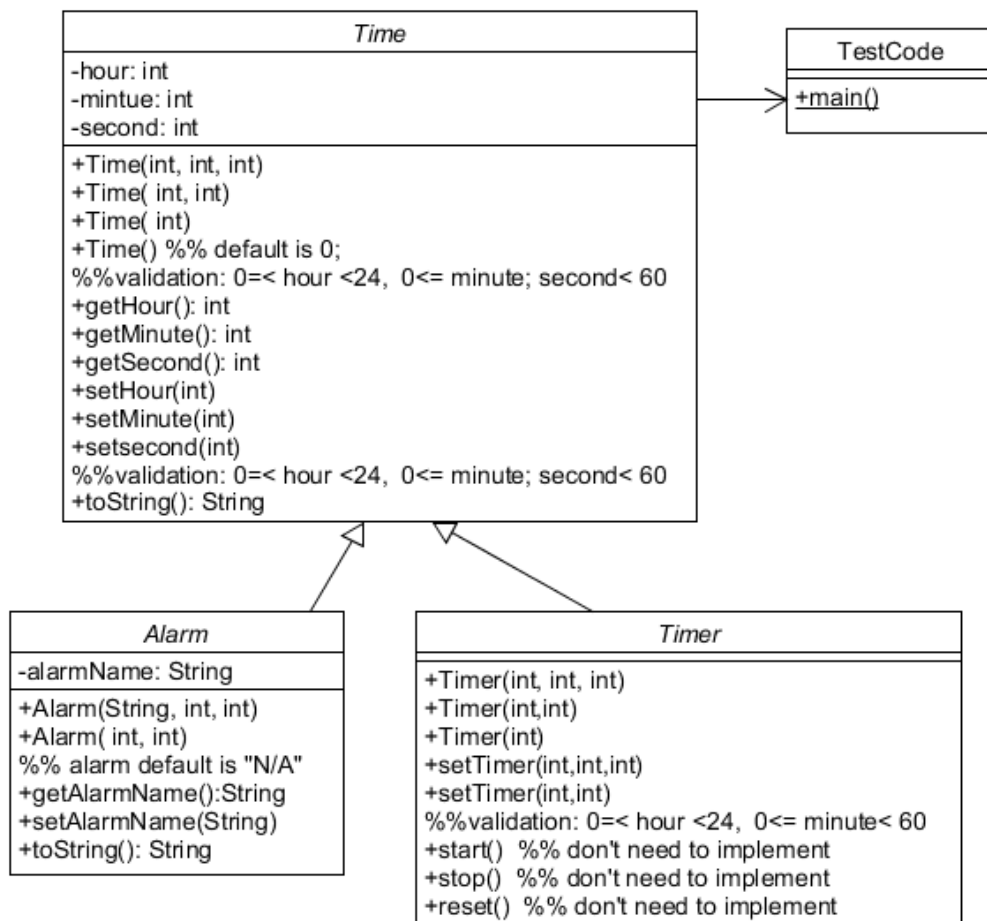 Time
-hour: int
-mintue: int
-second: int
+Time(int, int, int)
+Time( int, int)
+Time( int)
+Time() %% default is 0;
%%validation: 0=< hour <24,  0<= minute; second< 60
+getHour(): int
+getMinute(): int
+getSecond(): int
+setHour(int)
+setMinute(int)
+setsecond(int)
%%validation: 0=< hour <24,  0<= minute; second< 60
+toString(): String
TestCode
+main()
Alarm
-alarmName: String
+Alarm(String, int, int)
+Alarm( int, int)
%% alarm default is "N/A"
+getAlarmName():String
+setAlarmName(String)
+toString(): String
Timer
+Timer(int, int, int)
+Timer(int,int)
+Timer(int)
+setTimer(int,int,int)
+setTimer(int,int)
%%validation: 0=< hour <24,  0<= minute< 60
+start()  %% don't need to implement
+stop()  %% don't need to implement
+reset()  %% don't need to implement